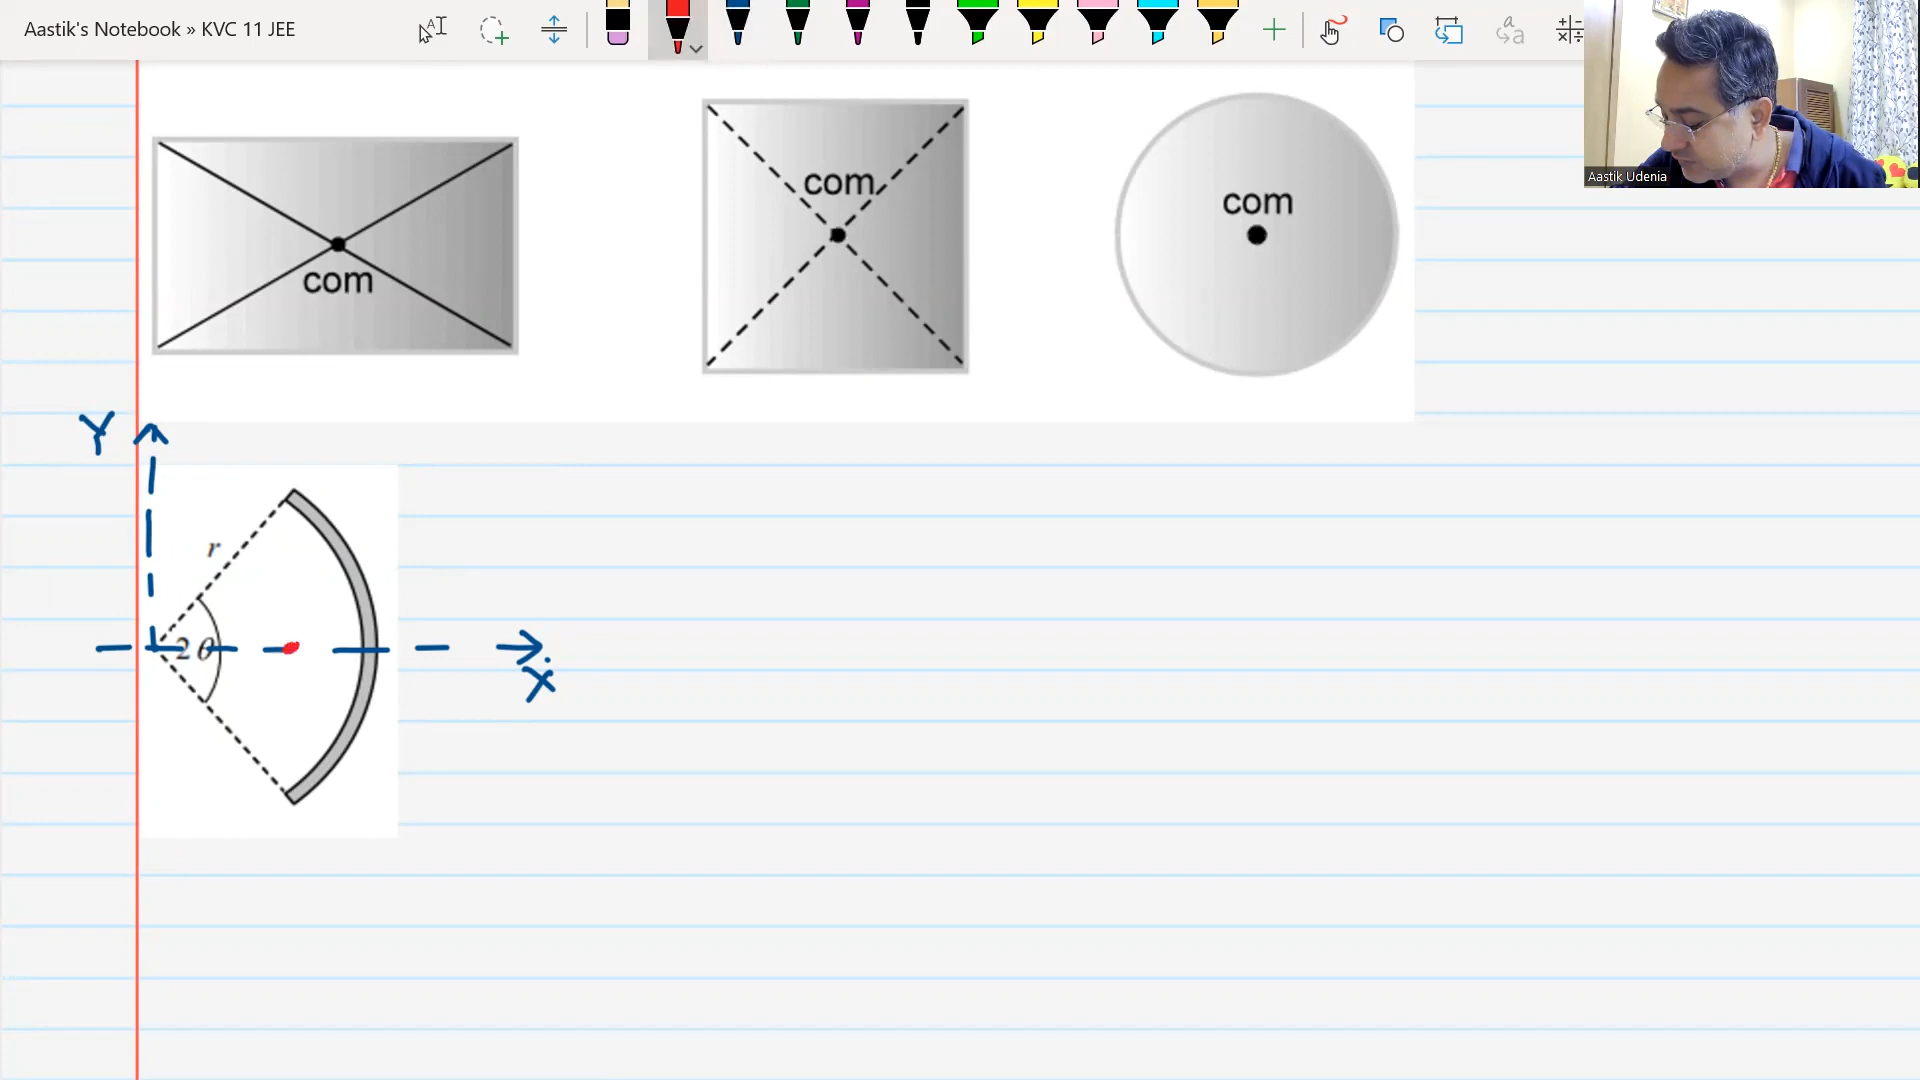 Aastik's Notebook » KVC 11 JEE
Aastik Udenia
com
com
com
Y
r
2θ
X